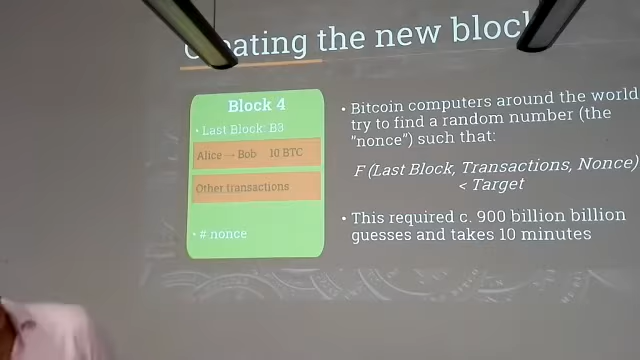 Creating the new block
Block 4
• Last Block: B3
Alice → Bob 10 BTC
Other transactions
• # nonce
• Bitcoin computers around the world
try to find a random number (the
"nonce") such that:
F (Last Block, Transactions, Nonce)
< Target
• This required c. 900 billion billion
guesses and takes 10 minutes